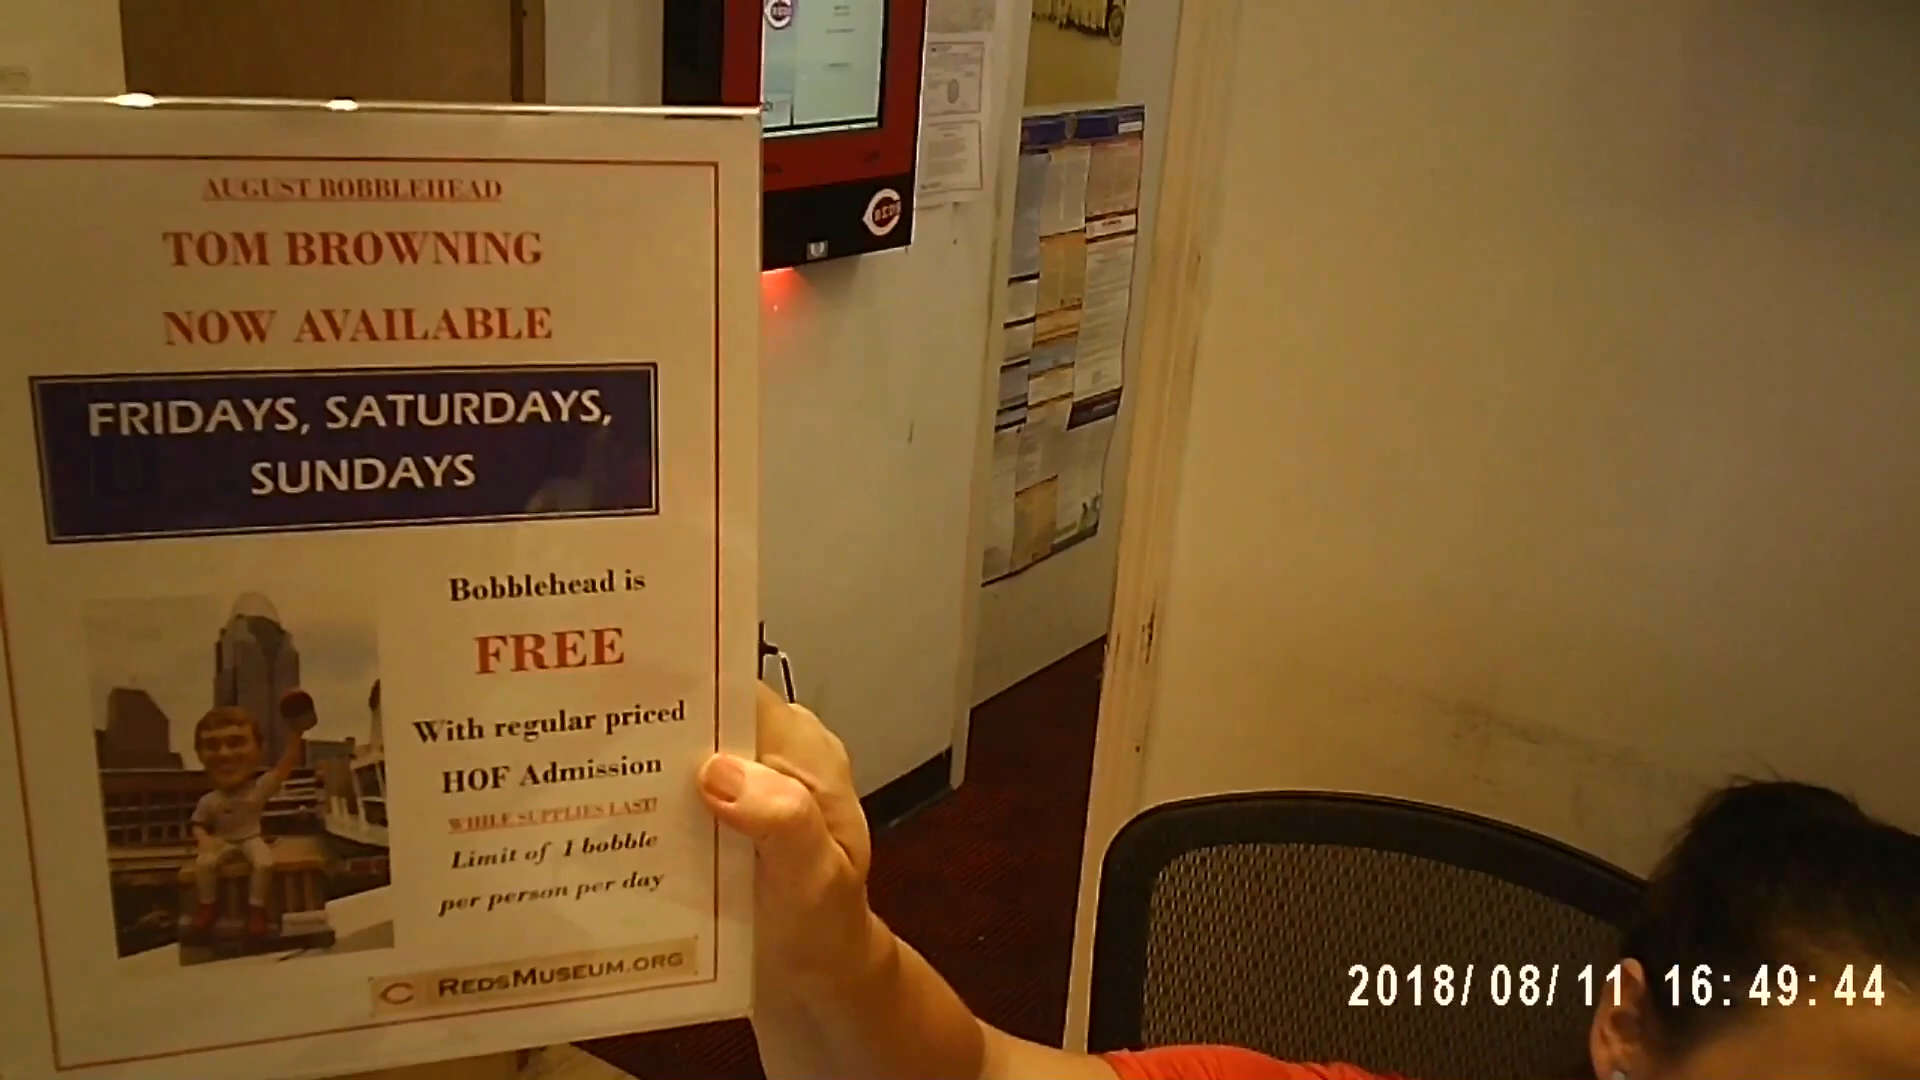 AUGUST BOBBLEHEAD
TOM BROWNING
NOW AVAILABLE
FRIDAYS, SATURDAYS,
SUNDAYS
Bobblehead is
FREE
With regular priced
HOF Admission
WHILE SUPPLIES LAST!
Limit of 1 bobble
per person per day
REDSMUSEUM.ORG
REDS
2018/08/11 16:49:44